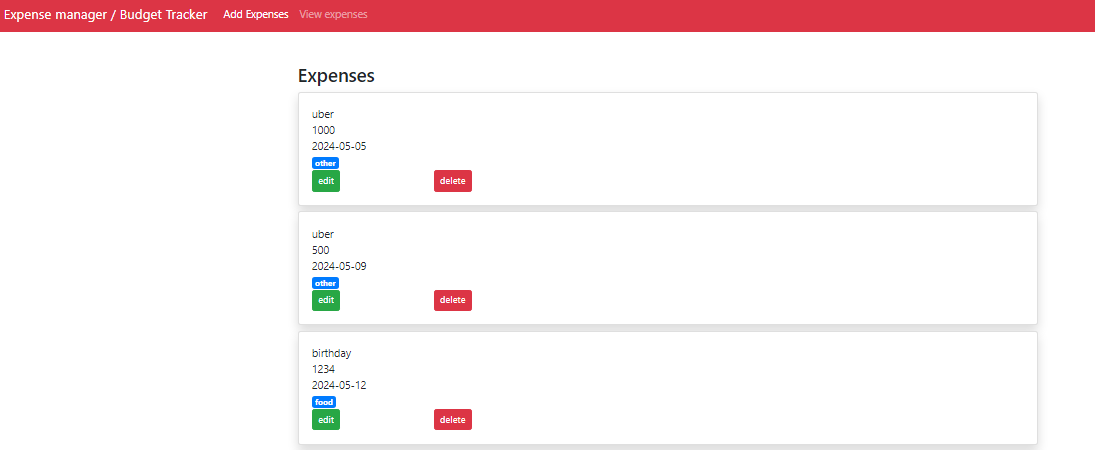 Expense manager / Budget Tracker Add Expenses View expenses
Expenses
uber
1000
2024-05-05
other
edit delete
uber
500
2024-05-09
other
edit delete
birthday
1234
2024-05-12
food
edit delete